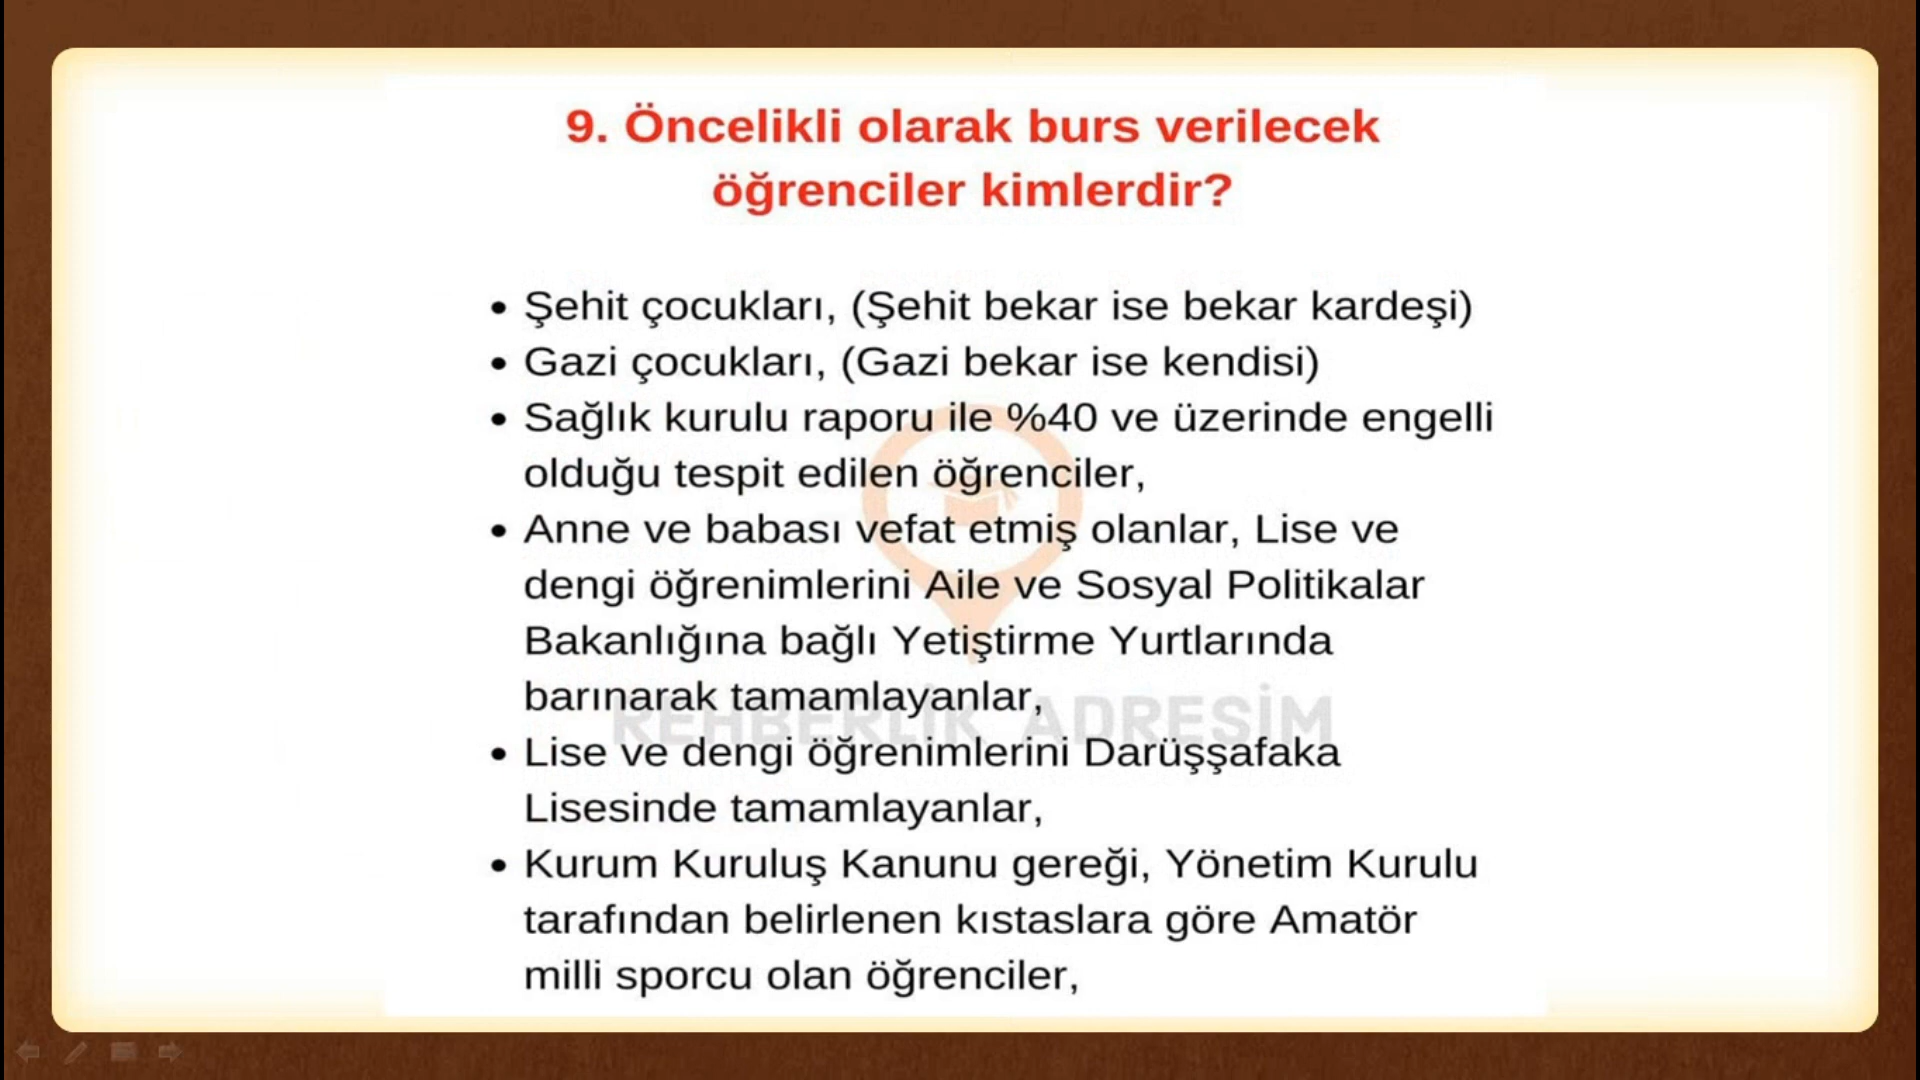 9. Öncelikli olarak burs verilecek
öğrenciler kimlerdir?
• Şehit çocukları, (Şehit bekar ise bekar kardeşi)
• Gazi çocukları, (Gazi bekar ise kendisi)
• Sağlık kurulu raporu ile %40 ve üzerinde engelli
olduğu tespit edilen öğrenciler,
• Anne ve babası vefat etmiş olanlar, Lise ve
dengi öğrenimlerini Aile ve Sosyal Politikalar
Bakanlığına bağlı Yetiştirme Yurtlarında
barınarak tamamlayanlar,
REHBERLİK ADRESİM
• Lise ve dengi öğrenimlerini Darüşşafaka
Lisesinde tamamlayanlar,
• Kurum Kuruluş Kanunu gereği, Yönetim Kurulu
tarafından belirlenen kıstaslara göre Amatör
milli sporcu olan öğrenciler,